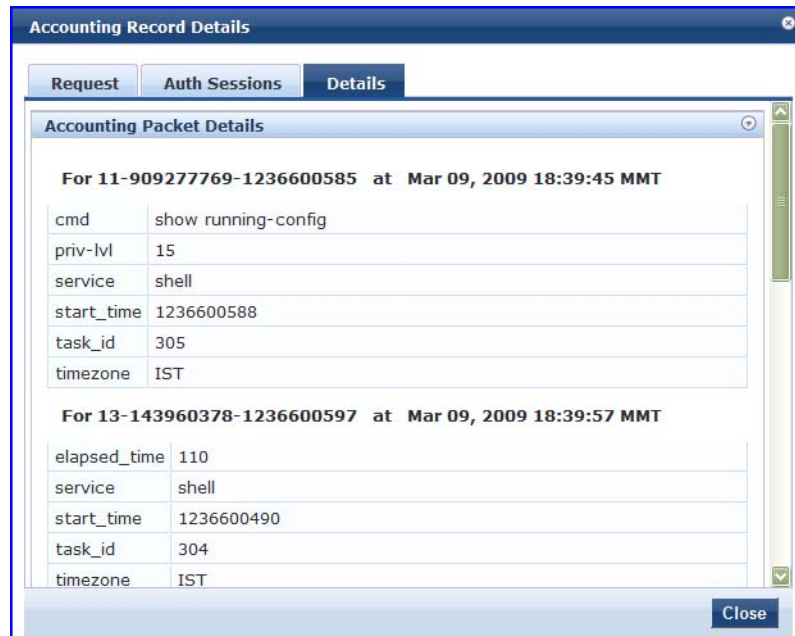 Accounting Record Details
Request Auth Sessions Details
Accounting Packet Details
For 11-909277769-1236600585 at Mar 09, 2009 18:39:45 MMT
cmd show running-config
priv-lvl 15
service shell
start_time 1236600588
task_id 305
timezone IST
For 13-143960378-1236600597 at Mar 09, 2009 18:39:57 MMT
elapsed_time 110
service shell
start_time 1236600490
task_id 304
timezone IST
Close